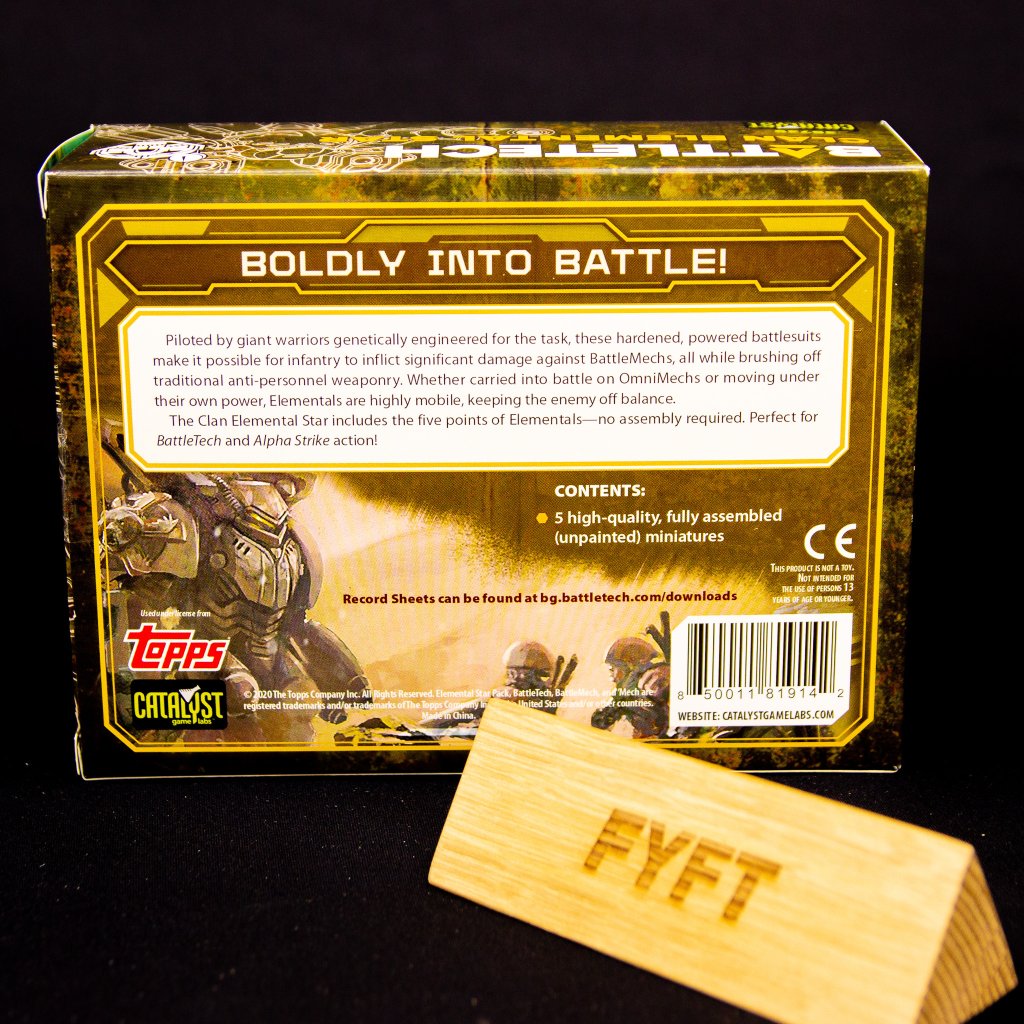 CATALYST
CLAN ELEMENTAL STAR
BATTLETECH
BOLDLY INTO BATTLE!
Piloted by giant warriors genetically engineered for the task, these hardened, powered battlesuits
make it possible for infantry to inflict significant damage against BattleMechs, all while brushing off
traditional anti-personnel weaponry. Whether carried into battle on OmniMechs or moving under
their own power, Elementals are highly mobile, keeping the enemy off balance.
The Clan Elemental Star includes the five points of Elementals—no assembly required. Perfect for
BattleTech and Alpha Strike action!
CONTENTS:
5 high-quality, fully assembled
(unpainted) miniatures
CE
THIS PRODUCT IS NOT A TOY.
NOT INTENDED FOR
THE USE OF PERSONS 13
YEARS OF AGE OR YOUNGER.
Record Sheets can be found at bg.battletech.com/downloads
Used under license from
topps
CATALYST
game labs
©2020 The Topps Company Inc. All Rights Reserved. Elemental Star Pack, BattleTech, BattleMech, and 'Mech are
registered trademarks and/or trademarks of The Topps Company In United States and/or other countries.
Made in China.
8 50011 81914 2
WEBSITE: CATALYSTGAMELABS.COM
FYFT